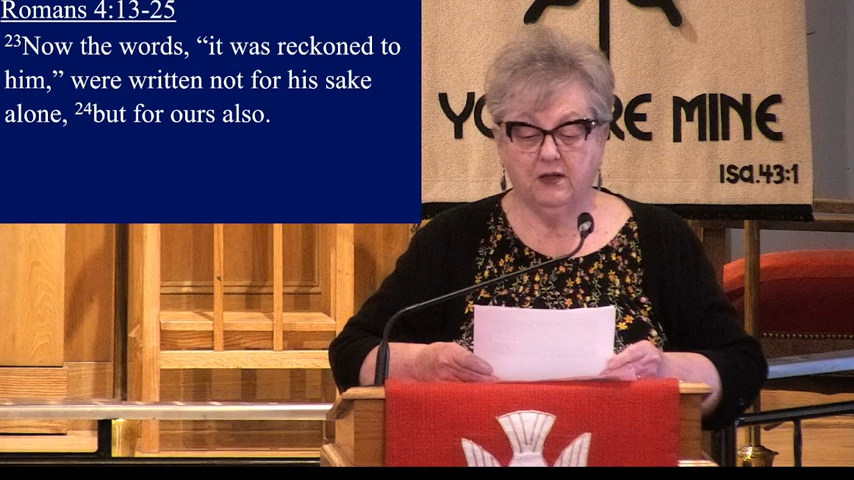 Romans 4:13-25
23Now the words, “it was reckoned to
him,” were written not for his sake
alone, 24but for ours also.
YO RE MINE
Isa.43:1